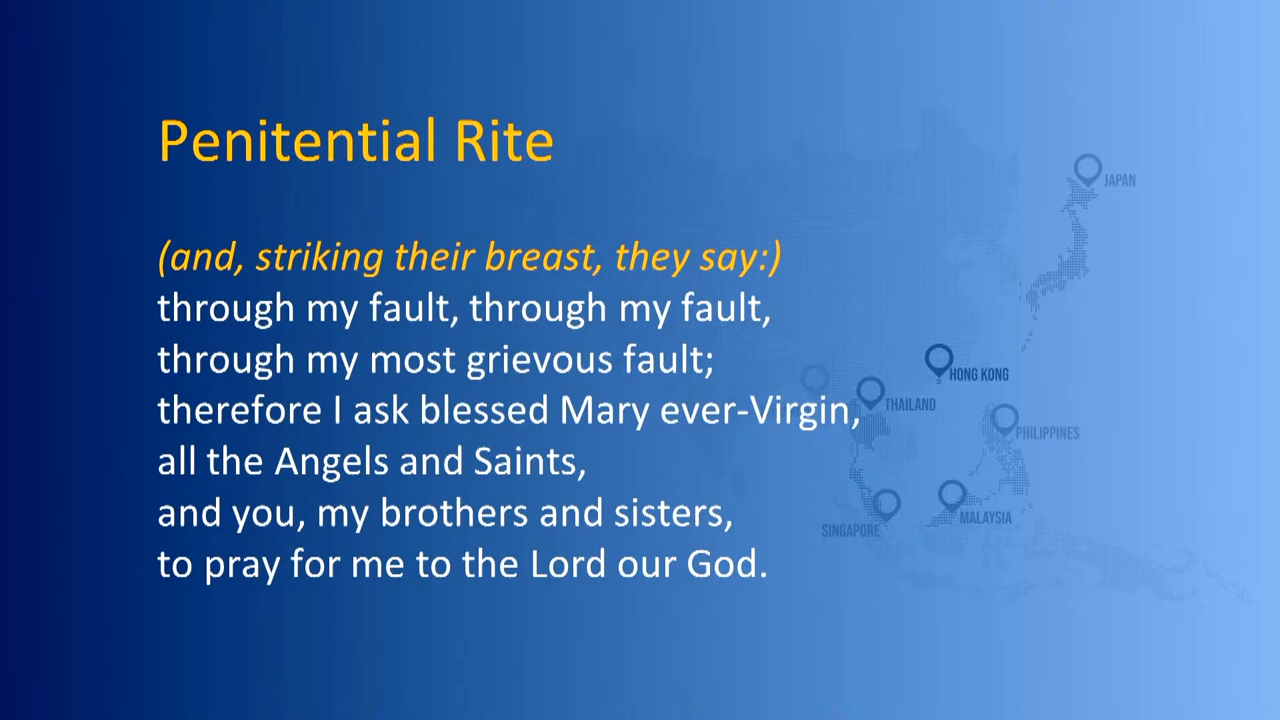 Penitential Rite
(and, striking their breast, they say:)
through my fault, through my fault,
through my most grievous fault;
therefore I ask blessed Mary ever-Virgin,
all the Angels and Saints,
and you, my brothers and sisters,
to pray for me to the Lord our God.
JAPAN
HONG KONG
THAILAND
PHILIPPINES
MALAYSIA
SINGAPORE